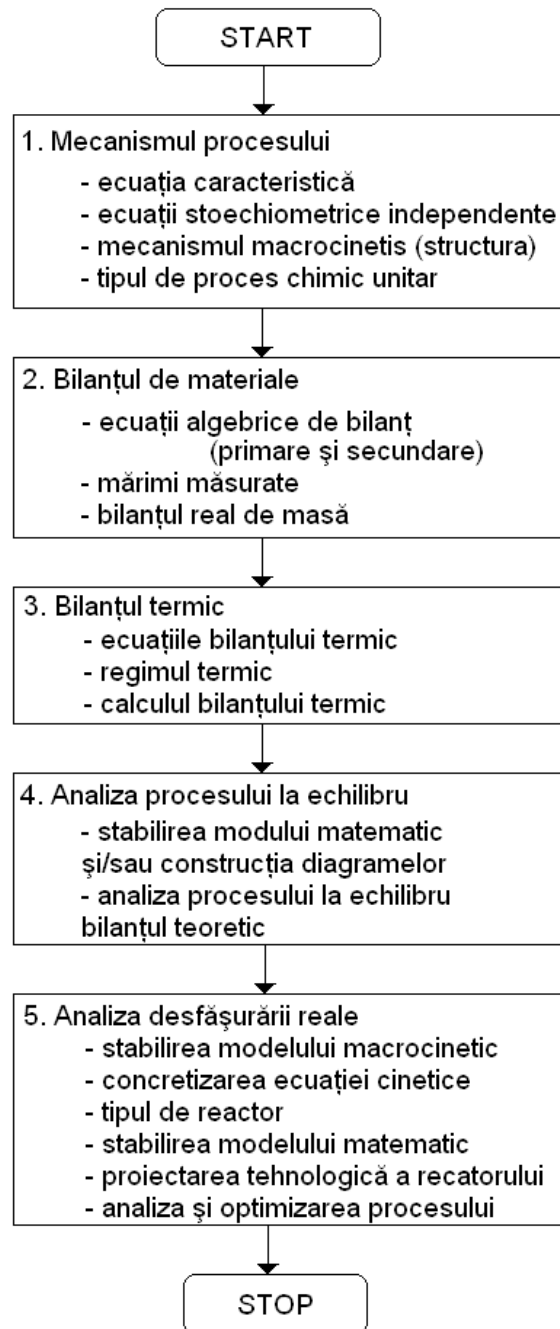 START
1. Mecanismul procesului
- ecuația caracteristică
- ecuații stoechiometrice independente
- mecanismul macrocinetis (structura)
- tipul de proces chimic unitar
2. Bilanțul de materiale
- ecuații algebrice de bilanț
(primare şi secundare)
- mărimi măsurate
- bilanțul real de masă
3. Bilanțul termic
- ecuațiile bilanțului termic
- regimul termic
- calculul bilanțului termic
4. Analiza procesului la echilibru
- stabilirea modului matematic
şi/sau construcția diagramelor
- analiza procesului la echilibru
bilanțul teoretic
5. Analiza desfăşurării reale
- stabilirea modelului macrocinetic
- concretizarea ecuației cinetice
- tipul de reactor
- stabilirea modelului matematic
- proiectarea tehnologică a recatorului
- analiza şi optimizarea procesului
STOP